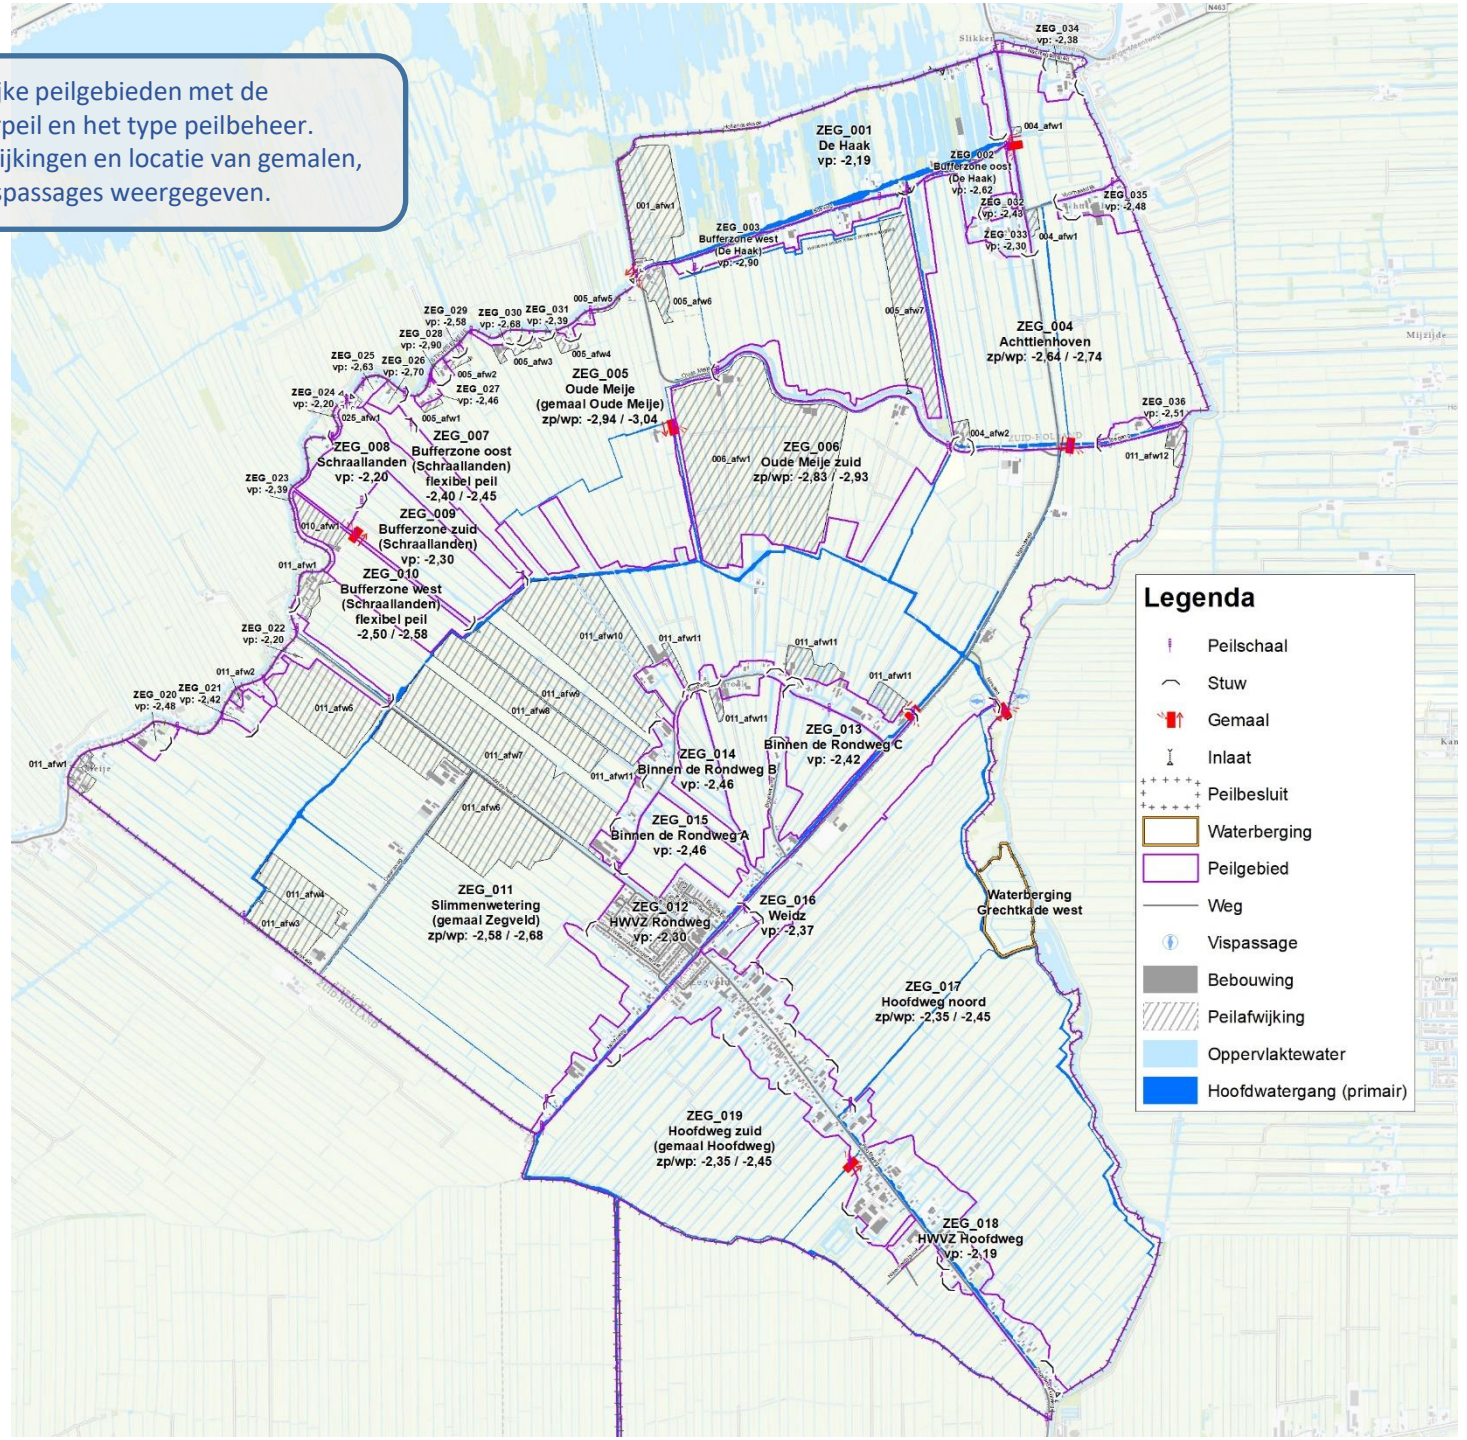 jke peilgebieden met de
rpeil en het type peilbeheer.
ijkingen en locatie van gemalen,
spassages weergegeven.
N463
ZEG_034
vp: -2,38
ZEG_001
De Haak
vp: -2,19
004_afw1
ZEG_002
Bufferzone oost
(De Haak)
vp: -2,62
001_afw1
ZEG_032
vp: -2,43
ZEG_035
vp: -2,48
ZEG_033
vp: -2,30
004_afw1
ZEG_003
Bufferzone west
(De Haak)
vp: -2,90
005_afw6
005_afw5
005_afw7
ZEG_029
vp: -2,58
ZEG_030
vp: -2,68
ZEG_031
vp: -2,39
ZEG_028
vp: -2,90
ZEG_004
Achttienhoven
zp/wp: -2,64 / -2,74
Mijzijde
ZEG_025
vp: -2,63
ZEG_026
vp: -2,70
005_afw3
005_afw4
005_afw2
ZEG_005
Oude Meije
(gemaal Oude Meije)
zp/wp: -2,94 / -3,04
ZEG_027
vp: -2,46
ZEG_024
vp: -2,20
025_afw1
005_afw1
ZEG_036
vp: -2,51
004_afw2
ZUID-HOLLAND
011_afw12
ZEG_008
Schraallanden
vp: -2,20
ZEG_007
Bufferzone oost
(Schraallanden)
flexibel peil
-2,40 / -2,45
006_afw1
ZEG_006
Oude Meije zuid
zp/wp: -2,83 / -2,93
ZEG_023
vp: -2,39
ZEG_009
Bufferzone zuid
(Schraallanden)
vp: -2,30
010_afw1
011_afw1
ZEG_010
Bufferzone west
(Schraallanden)
flexibel peil
-2,50 / -2,58
ZEG_022
vp: -2,20
011_afw10
011_afw11
011_afw11
011_afw2
011_afw11
ZEG_020
vp: -2,48
ZEG_021
vp: -2,42
011_afw9
011_afw6
011_afw8
011_afw11
ZEG_013
Binnen de Rondweg C
vp: -2,42
011_afw7
ZEG_014
Binnen de Rondweg B
vp: -2,46
011_afw1
011_afw11
011_afw6
ZEG_015
Binnen de Rondweg A
vp: -2,46
011_afw4
011_afw3
ZEG_011
Slimmenwetering
(gemaal Zegveld)
zp/wp: -2,58 / -2,68
ZEG_012
HWVZ Rondweg
vp: -2,30
ZEG_016
Weidz
vp: -2,37
Waterberging
Grechtkade west
Zegveld
UTRECHT
ZUID-HOLLAND
ZEG_017
Hoofdweg noord
zp/wp: -2,35 / -2,45
ZEG_019
Hoofdweg zuid
(gemaal Hoofdweg)
zp/wp: -2,35 / -2,45
ZEG_018
HWVZ Hoofdweg
vp: -2,19
Legenda
Peilschaal
Stuw
Gemaal
Inlaat
Peilbesluit
Waterberging
Peilgebied
Weg
Vispassage
Bebouwing
Peilafwijking
Oppervlaktewater
Hoofdwatergang (primair)